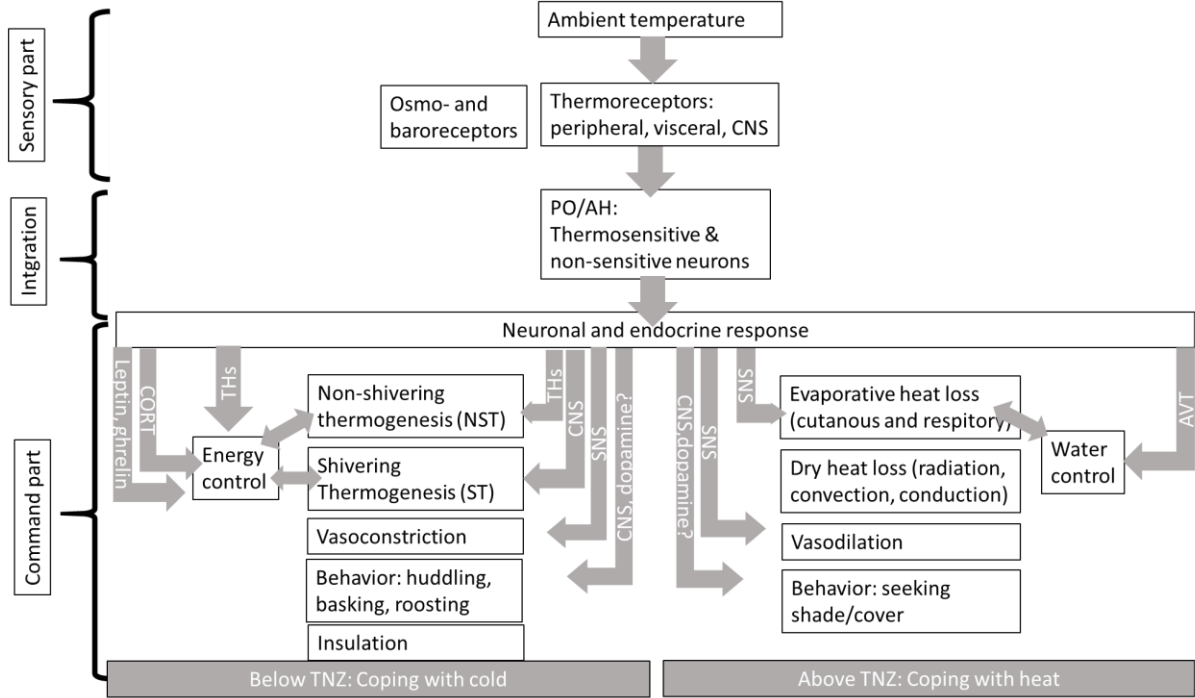 Sensory part
Ambient temperature
Osmo- and
baroreceptors
Thermoreceptors:
peripheral, visceral, CNS
Intgration
PO/AH:
Thermosensitive &
non-sensitive neurons
Command part
Neuronal and endocrine response
Leptin, ghrelin
CORT
THs
Energy
control
Non-shivering
thermogenesis (NST)
Shivering
Thermogenesis (ST)
Vasoconstriction
Behavior: huddling,
basking, roosting
Insulation
THs
CNS
SNS
CNS, dopamine?
CNS,dopamine?
SNS
SNS
Evaporative heat loss
(cutanous and respitory)
Dry heat loss (radiation,
convection, conduction)
Vasodilation
Behavior: seeking
shade/cover
Water
control
AVT
Below TNZ: Coping with cold
Above TNZ: Coping with heat